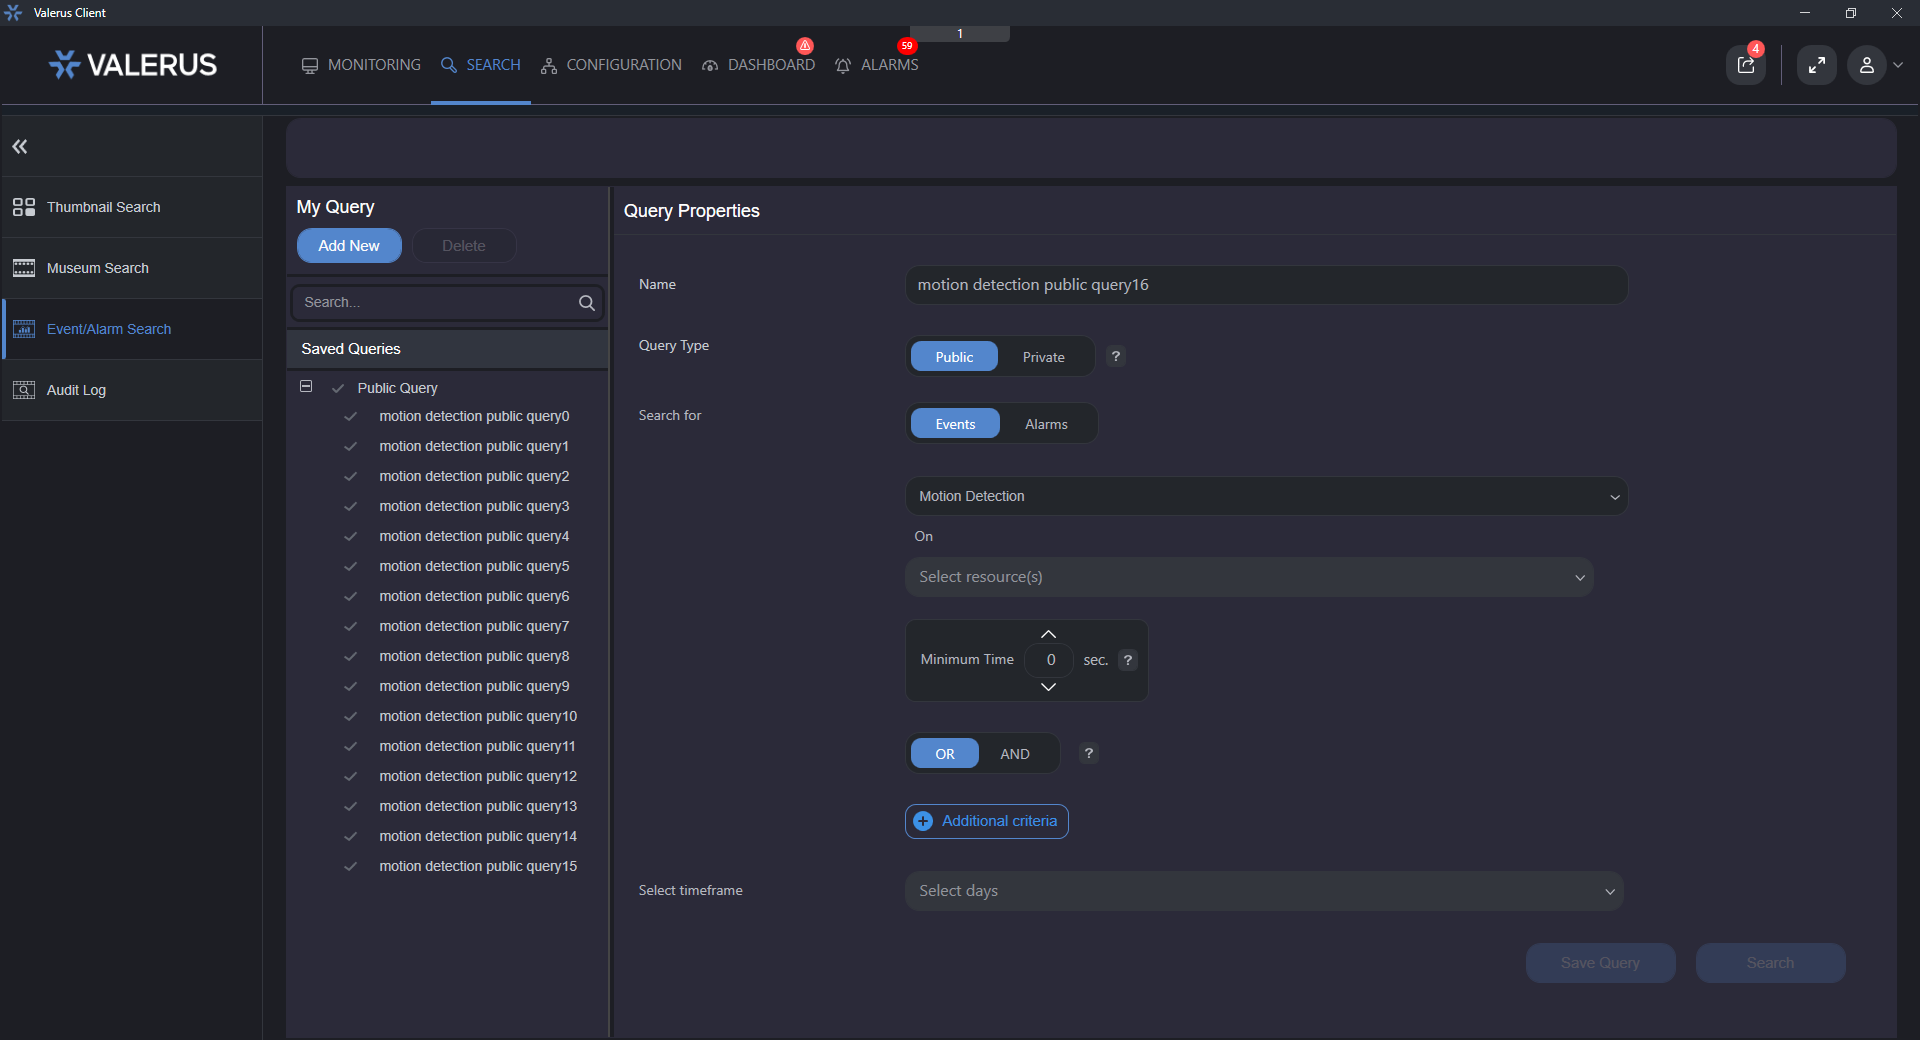 Valerus Client
1
VALERUS
MONITORING
SEARCH
CONFIGURATION
DASHBOARD
59
ALARMS
4
Thumbnail Search
Museum Search
Event/Alarm Search
Audit Log
My Query
Add New
Delete
Search...
Saved Queries
Public Query
motion detection public query0
motion detection public query1
motion detection public query2
motion detection public query3
motion detection public query4
motion detection public query5
motion detection public query6
motion detection public query7
motion detection public query8
motion detection public query9
motion detection public query10
motion detection public query11
motion detection public query12
motion detection public query13
motion detection public query14
motion detection public query15
Query Properties
Name
motion detection public query16
Query Type
Public
Private
?
Search for
Events
Alarms
Motion Detection
On
Select resource(s)
Minimum Time
0
sec.
?
OR
AND
?
Additional criteria
Select timeframe
Select days
Save Query
Search